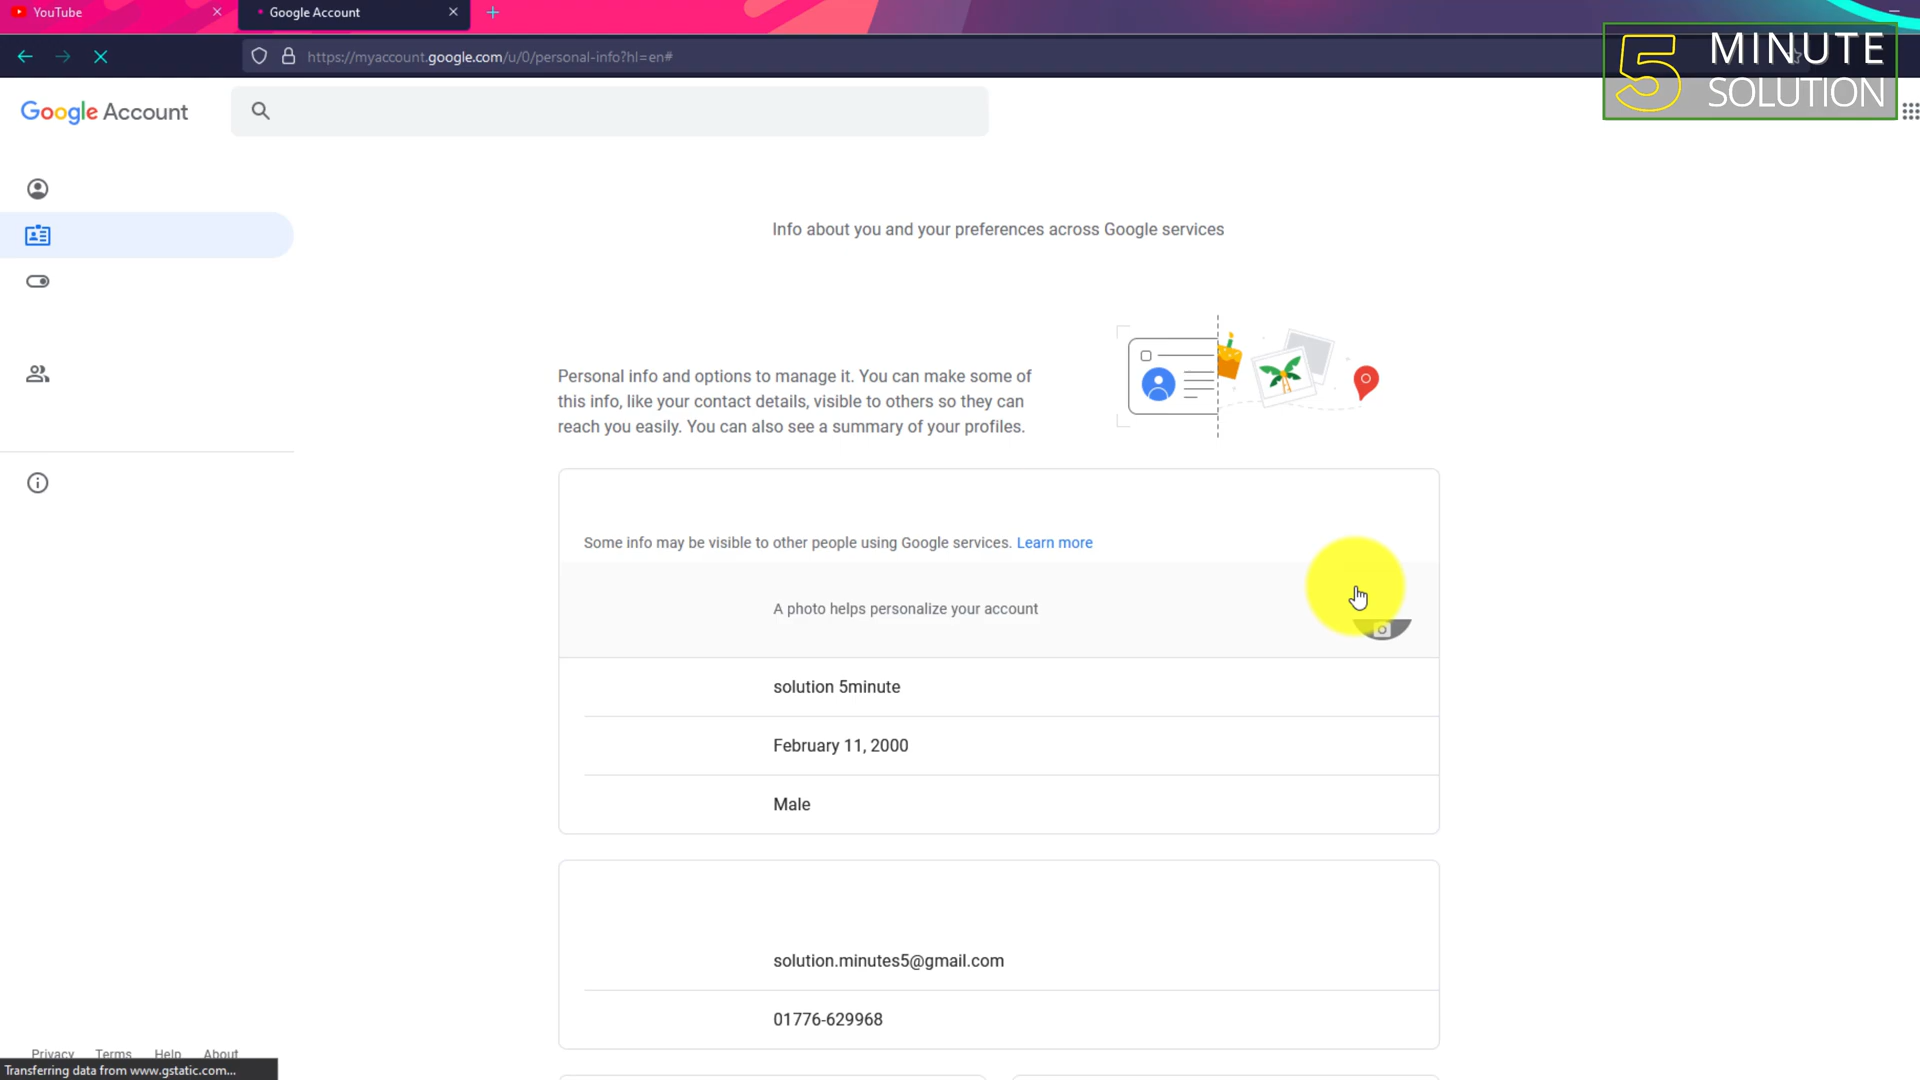 YouTube
Google Account
https://myaccount.google.com/u/0/personal-info?hl=en#
5 MINUTE
SOLUTION
Google Account
Info about you and your preferences across Google services
Personal info and options to manage it. You can make some of
this info, like your contact details, visible to others so they can
reach you easily. You can also see a summary of your profiles.
Some info may be visible to other people using Google services. Learn more
A photo helps personalize your account
solution 5minute
February 11, 2000
Male
solution.minutes5@gmail.com
01776-629968
Privacy Terms Help About
Transferring data from www.gstatic.com...